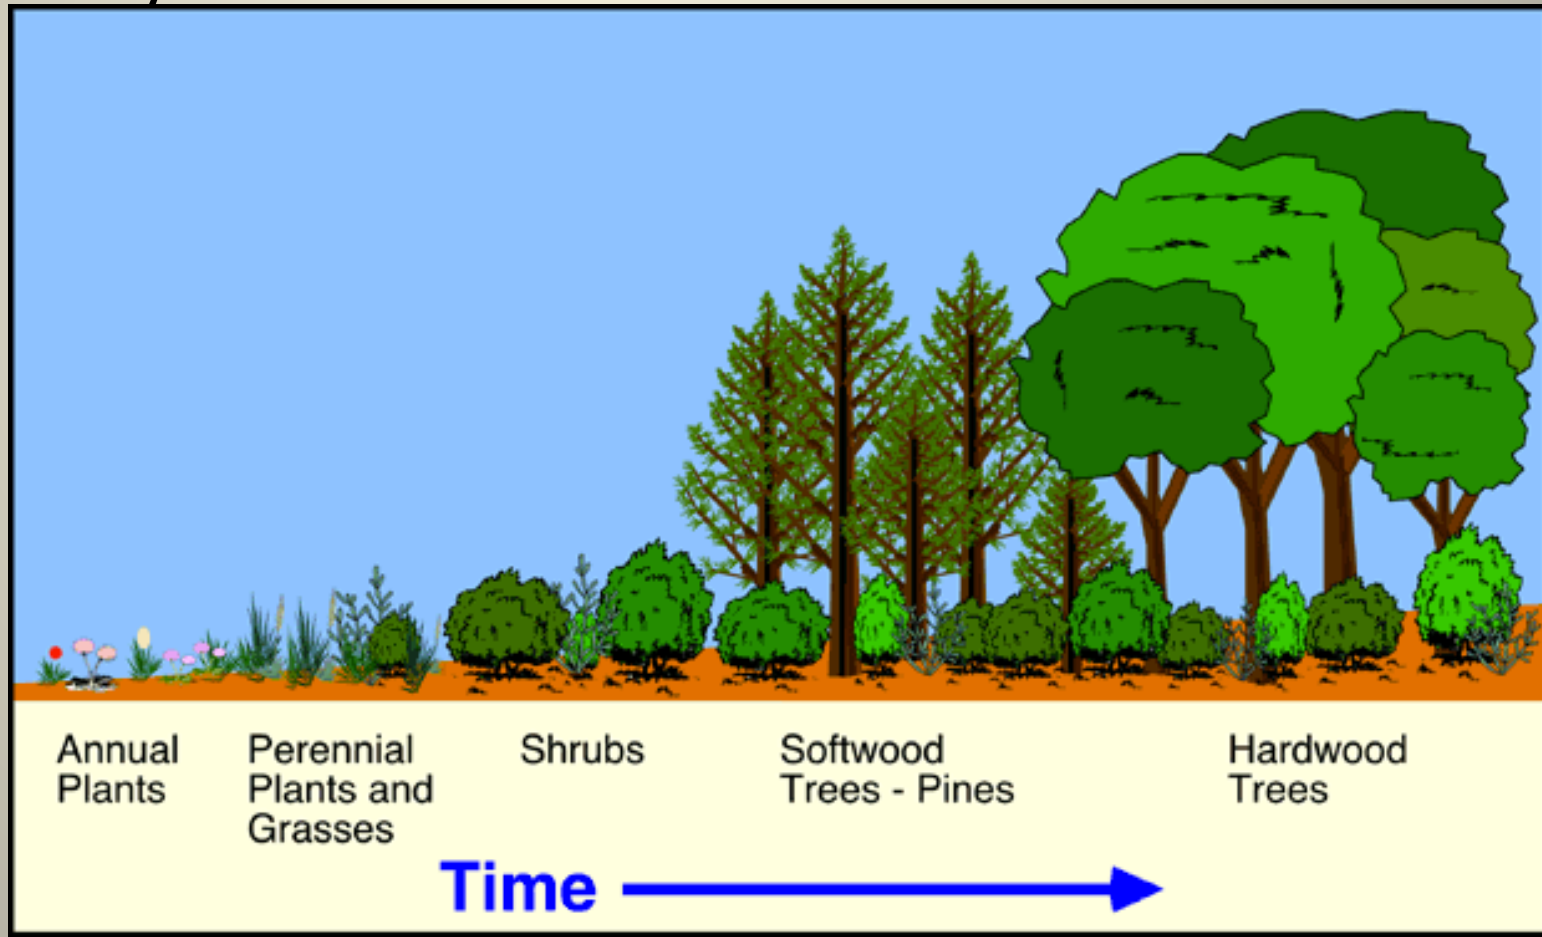 Annual
Plants
Perennial
Plants and
Grasses
Shrubs
Softwood
Trees - Pines
Hardwood
Trees
Time